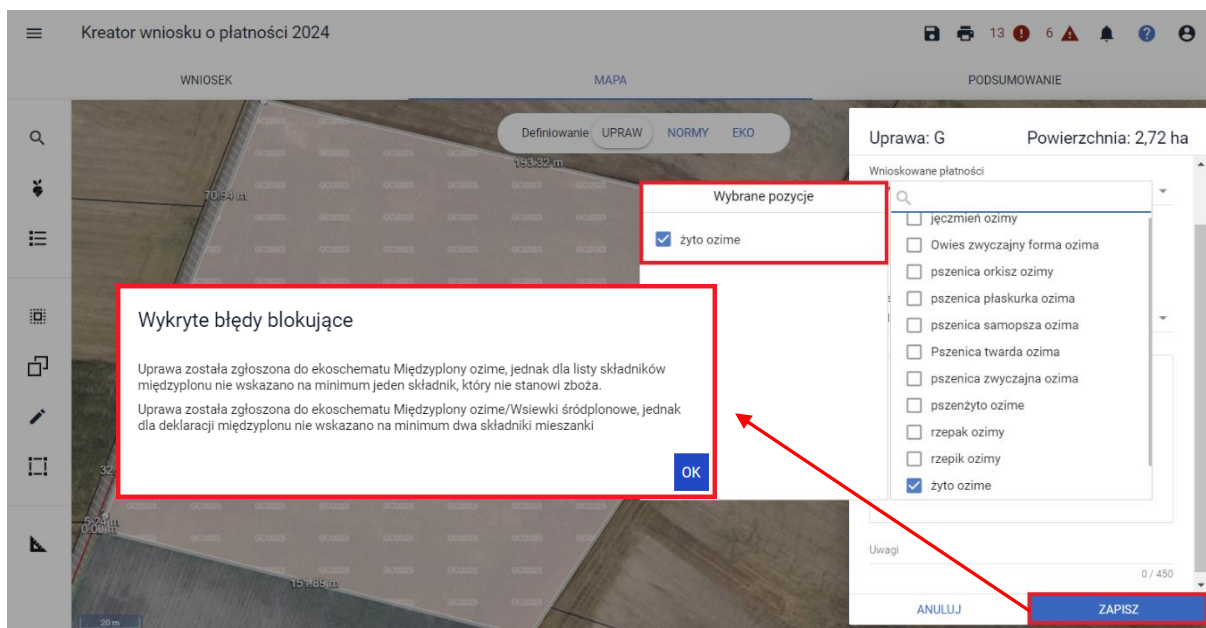 Kreator wniosku o płatności 2024
13
6
WNIOSEK
MAPA
PODSUMOWANIE
Definiowanie UPRAW NORMY EKO
193.32 m
70.94 m
Uprawa: G
Powierzchnia: 2,72 ha
Wnioskowane płatności
Wybrane pozycje
żyto ozime
jęczmień ozimy
Owies zwyczajny forma ozima
pszenica orkisz ozimy
pszenica płaskurka ozima
pszenica samopsza ozima
Pszenica twarda ozima
pszenica zwyczajna ozima
pszenżyto ozime
rzepak ozimy
rzepik ozimy
żyto ozime
Wykryte błędy blokujące
Uprawa została zgłoszona do ekoschematu Międzyplony ozime, jednak dla listy składników
międzyplonu nie wskazano na minimum jeden składnik, który nie stanowi zboża.
Uprawa została zgłoszona do ekoschematu Międzyplony ozime/Wsiewki śródplonowe, jednak
dla deklaracji międzyplonu nie wskazano na minimum dwa składniki mieszanki
OK
151.89 m
20 m
Uwagi
0 / 450
ANULUJ
ZAPISZ